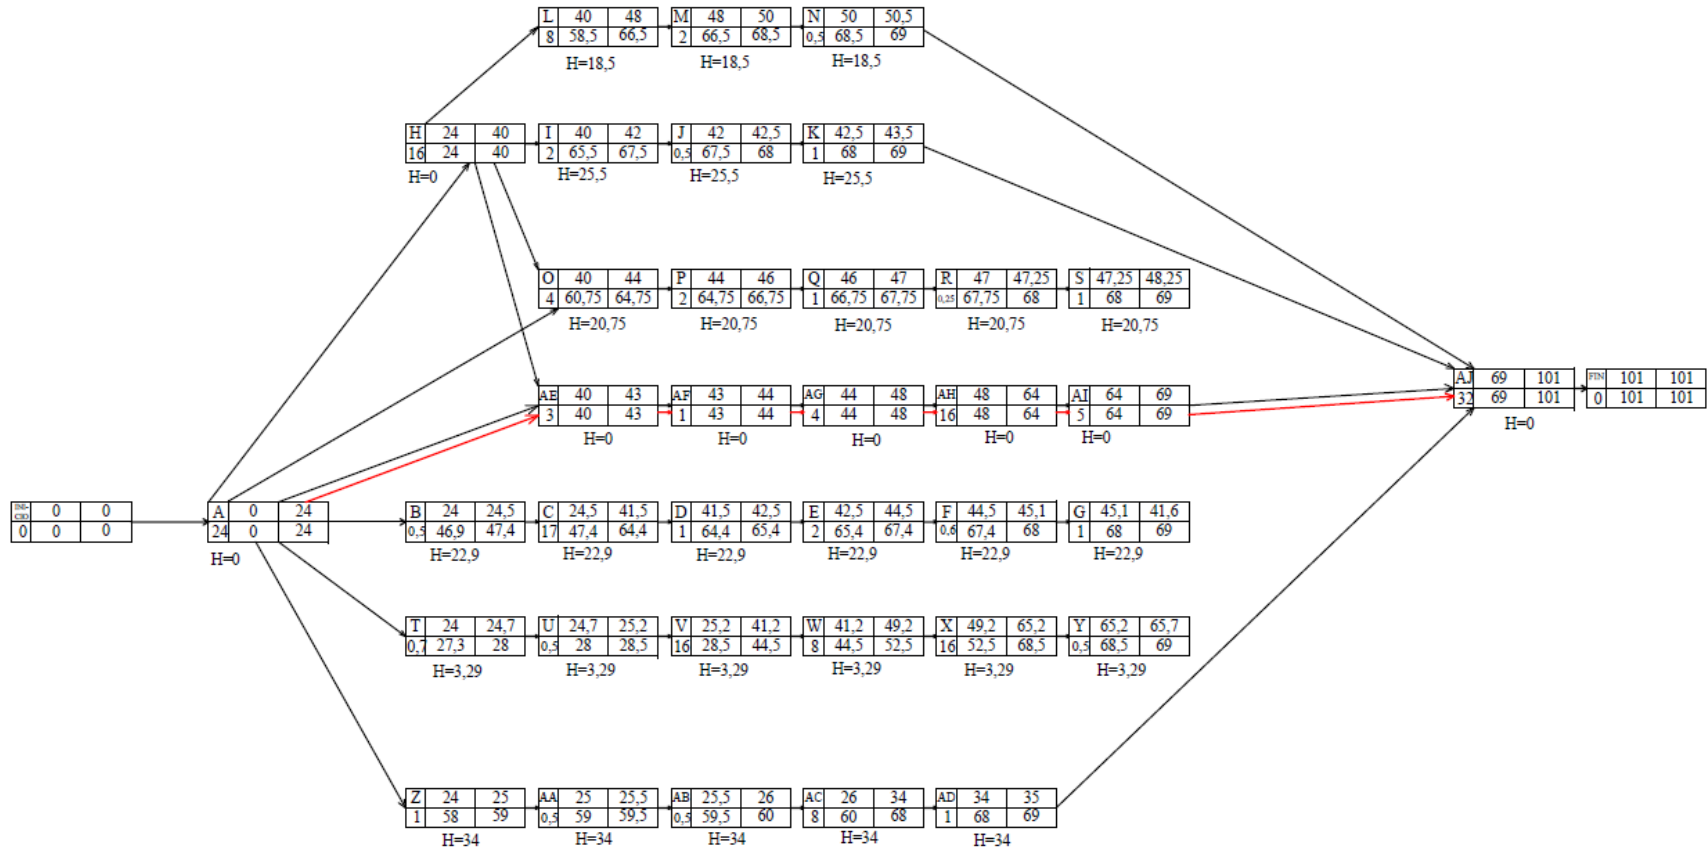 L 40 48 M 48 50 N 50 50,5
8 58,5 66,5 2 66,5 68,5 0,5 68,5 69
H=18,5 H=18,5 H=18,5
H 24 40 I 40 42 J 42 42,5 K 42,5 43,5
16 24 40 2 65,5 67,5 0,5 67,5 68 1 68 69
H=0 H=25,5 H=25,5 H=25,5
O 40 44 P 44 46 Q 46 47 R 47 47,25 S 47,25 48,25
4 60,75 64,75 2 64,75 66,75 1 66,75 67,75 0,25 67,75 68 1 68 69
H=20,75 H=20,75 H=20,75 H=20,75 H=20,75
AJ 69 101 FIN 101 101
32 69 101 0 101 101
H=0
AE 40 43 AF 43 44 AG 44 48 AH 48 64 AI 64 69
3 40 43 1 43 44 4 44 48 16 48 64 5 64 69
H=0 H=0 H=0 H=0 H=0
INI-
CIO 0 0 A 0 24 B 24 24,5 C 24,5 41,5 D 41,5 42,5 E 42,5 44,5 F 44,5 45,1 G 45,1 41,6
0 0 0 24 0 24 0,5 46,9 47,4 17 47,4 64,4 1 64,4 65,4 2 65,4 67,4 0,6 67,4 68 1 68 69
H=0 H=22,9 H=22,9 H=22,9 H=22,9 H=22,9 H=22,9
T 24 24,7 U 24,7 25,2 V 25,2 41,2 W 41,2 49,2 X 49,2 65,2 Y 65,2 65,7
0,7 27,3 28 0,5 28 28,5 16 28,5 44,5 8 44,5 52,5 16 52,5 68,5 0,5 68,5 69
H=3,29 H=3,29 H=3,29 H=3,29 H=3,29 H=3,29
Z 24 25 AA 25 25,5 AB 25,5 26 AC 26 34 AD 34 35
1 58 59 0,5 59 59,5 0,5 59,5 60 8 60 68 1 68 69
H=34 H=34 H=34 H=34 H=34